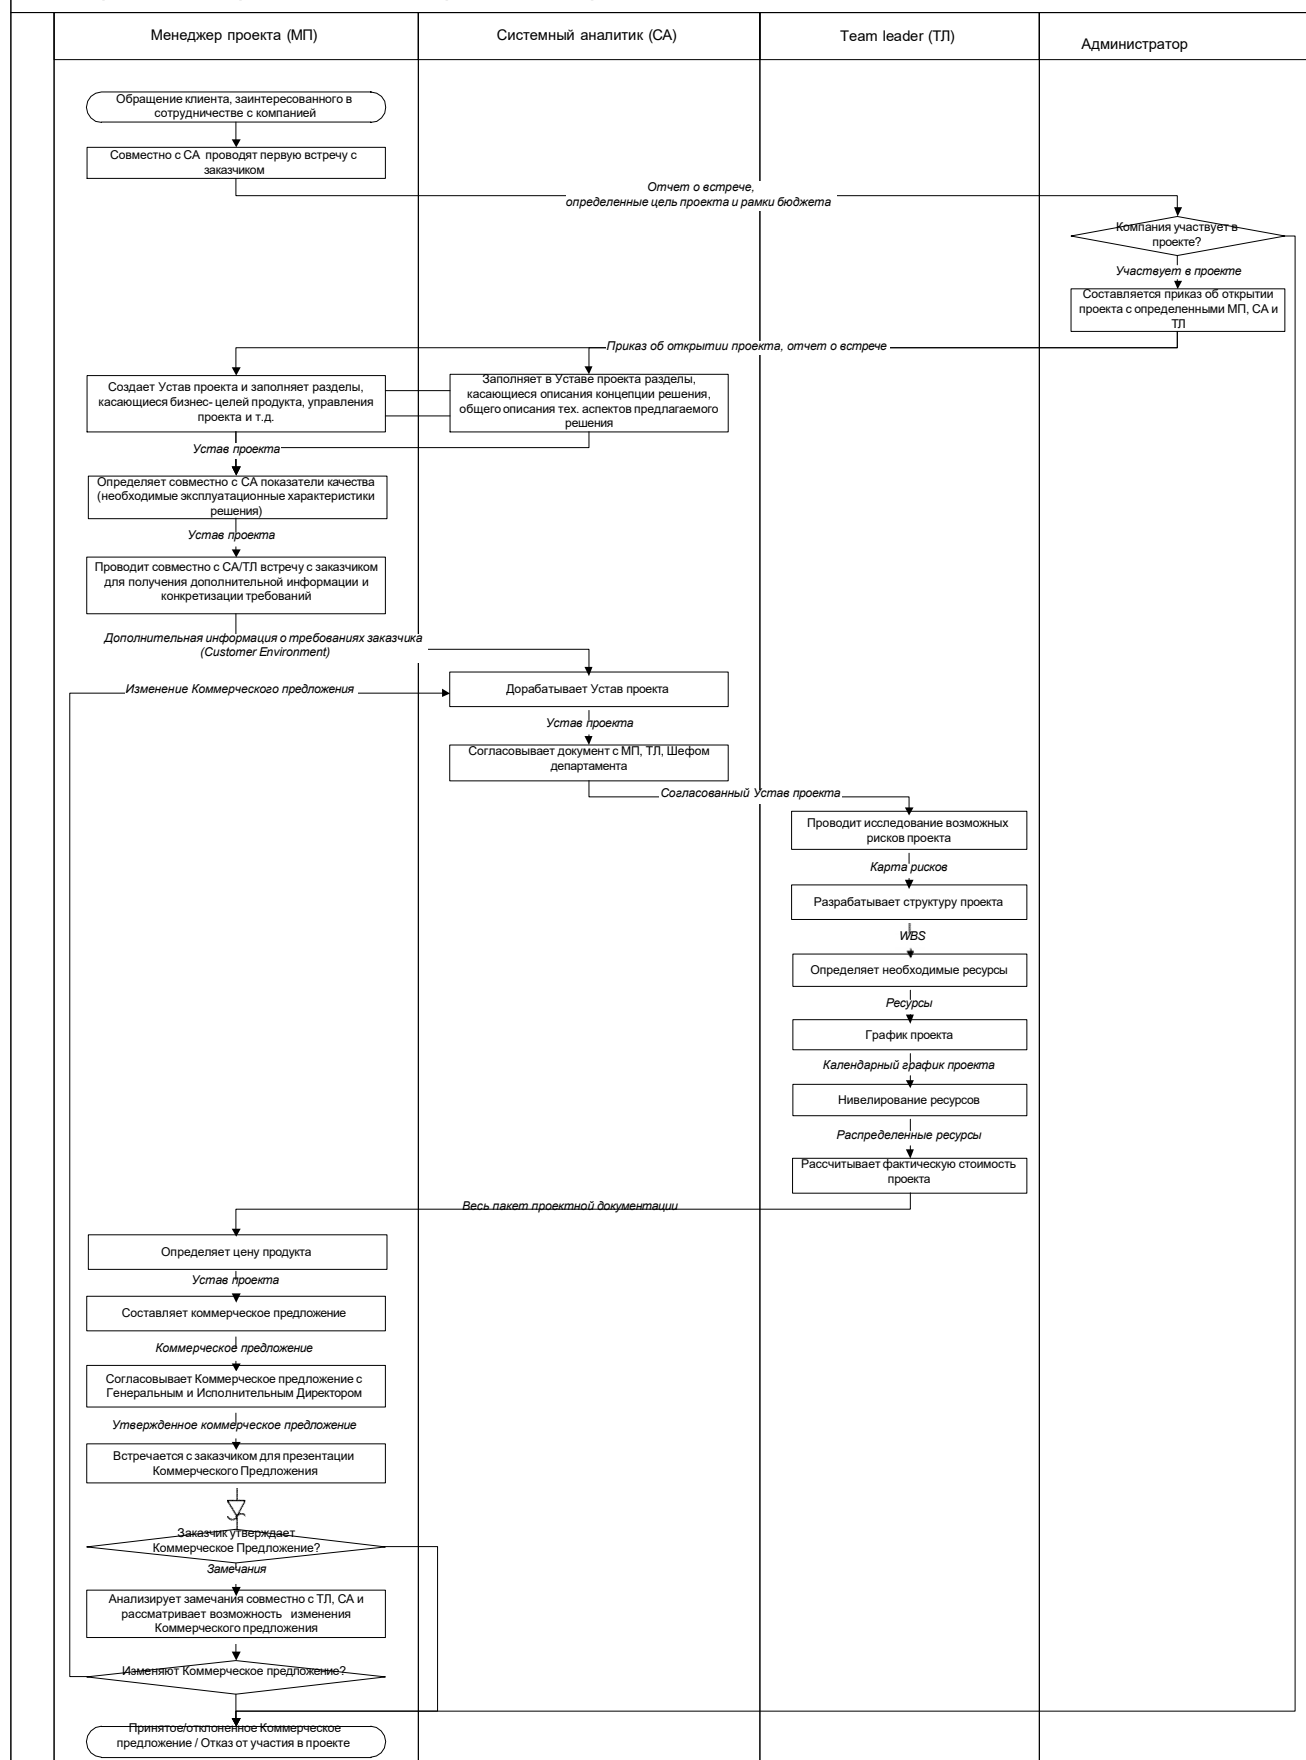 Менеджер проекта (МП)
Системный аналитик (СА)
Team leader (ТЛ)
Администратор
Обращение клиента, заинтересованного в
сотрудничестве с компанией
Совместно с СА проводят первую встречу с
заказчиком
Отчет о встрече,
определенные цель проекта и рамки бюджета
Компания участвует в
проекте?
Участвует в проекте
Составляется приказ об открытии
проекта с определенными МП, СА и
ТЛ
Приказ об открытии проекта, отчет о встрече
Создает Устав проекта и заполняет разделы,
касающиеся бизнес- целей продукта, управления
проекта и т.д.
Заполняет в Уставе проекта разделы,
касающиеся описания концепции решения,
общего описания тех. аспектов предлагаемого
решения
Устав проекта
Определяет совместно с СА показатели качества
(необходимые эксплуатационные характеристики
решения)
Устав проекта
Проводит совместно с СА/ТЛ встречу с заказчиком
для получения дополнительной информации и
конкретизации требований
Дополнительная информация о требованиях заказчика
(Customer Environment)
Изменение Коммерческого предложения
Дорабатывает Устав проекта
Устав проекта
Согласовывает документ с МП, ТЛ, Шефом
департамента
Согласованный Устав проекта
Проводит исследование возможных
рисков проекта
Карта рисков
Разрабатывает структуру проекта
WBS
Определяет необходимые ресурсы
Ресурсы
График проекта
Календарный график проекта
Нивелирование ресурсов
Распределенные ресурсы
Рассчитывает фактическую стоимость
проекта
Весь пакет проектной документации
Определяет цену продукта
Устав проекта
Составляет коммерческое предложение
Коммерческое предложение
Согласовывает Коммерческое предложение с
Генеральным и Исполнительным Директором
Утвержденное коммерческое предложение
Встречается с заказчиком для презентации
Коммерческого Предложения
Заказчик утверждает
Коммерческое Предложение?
Замечания
Анализирует замечания совместно с ТЛ, СА и
рассматривает возможность изменения
Коммерческого предложения
Изменяют Коммерческое предложение?
Принятое/отклоненное Коммерческое
предложение / Отказ от участия в проекте